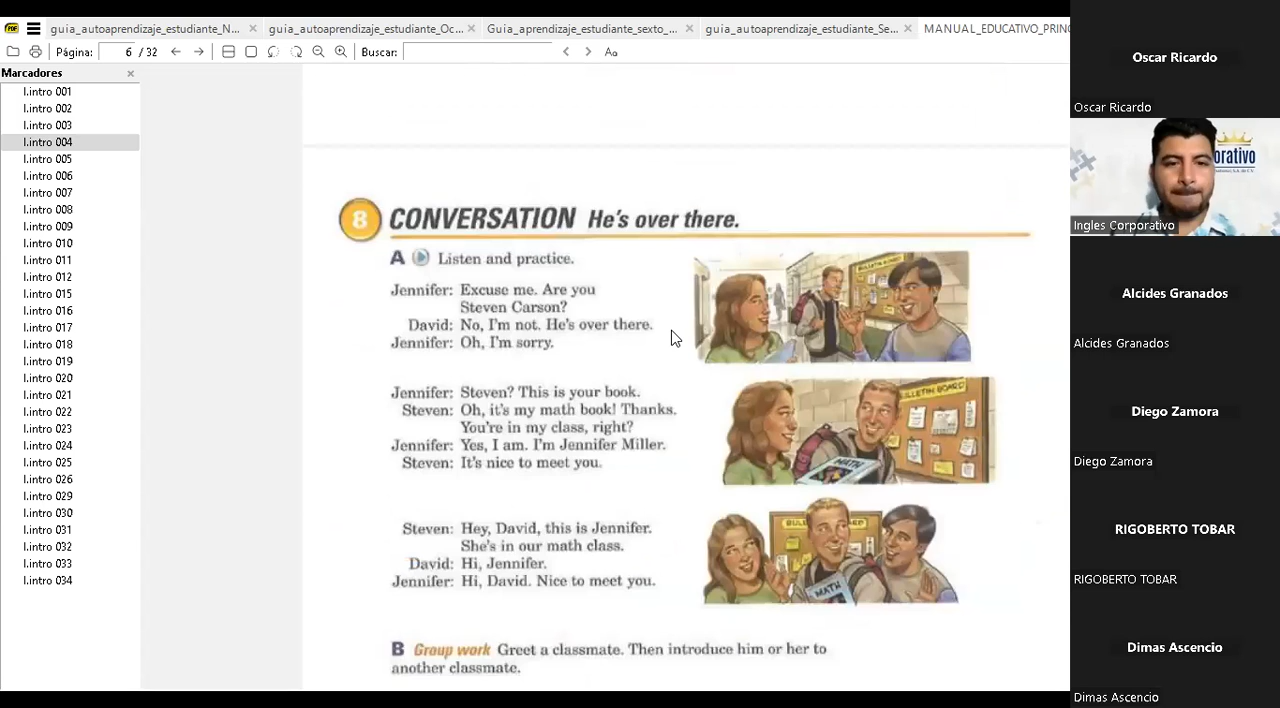 guia_autoaprendizaje_estudiante_N...
guia_autoaprendizaje_estudiante_Oc...
Guia_aprendizaje_estudiante_sexto_...
guia_autoaprendizaje_estudiante_Se...
MANUAL_EDUCATIVO_PRINC
Página: 6 / 32
Buscar:
Aa
Marcadores
I.intro 001
I.intro 002
I.intro 003
I.intro 004
I.intro 005
I.intro 006
I.intro 007
I.intro 008
I.intro 009
I.intro 010
I.intro 011
I.intro 012
I.intro 015
I.intro 016
I.intro 017
I.intro 018
I.intro 019
I.intro 020
I.intro 021
I.intro 022
I.intro 023
I.intro 024
I.intro 025
I.intro 026
I.intro 029
I.intro 030
I.intro 031
I.intro 032
I.intro 033
I.intro 034
8 CONVERSATION He's over there.
A Listen and practice.
Jennifer: Excuse me. Are you
Steven Carson?
David: No, I'm not. He's over there.
Jennifer: Oh, I'm sorry.
BULLETIN BOARD
Jennifer: Steven? This is your book.
Steven: Oh, it's my math book! Thanks.
You're in my class, right?
Jennifer: Yes, I am. I'm Jennifer Miller.
Steven: It's nice to meet you.
BULLETIN BOARD
MATH
Steven: Hey, David, this is Jennifer.
She's in our math class.
David: Hi, Jennifer.
Jennifer: Hi, David. Nice to meet you.
MATH
B Group work Greet a classmate. Then introduce him or her to
another classmate.
Oscar Ricardo
Oscar Ricardo
orativo
Ingles Corporativo
Alcides Granados
Alcides Granados
Diego Zamora
Diego Zamora
RIGOBERTO TOBAR
RIGOBERTO TOBAR
Dimas Ascencio
Dimas Ascencio